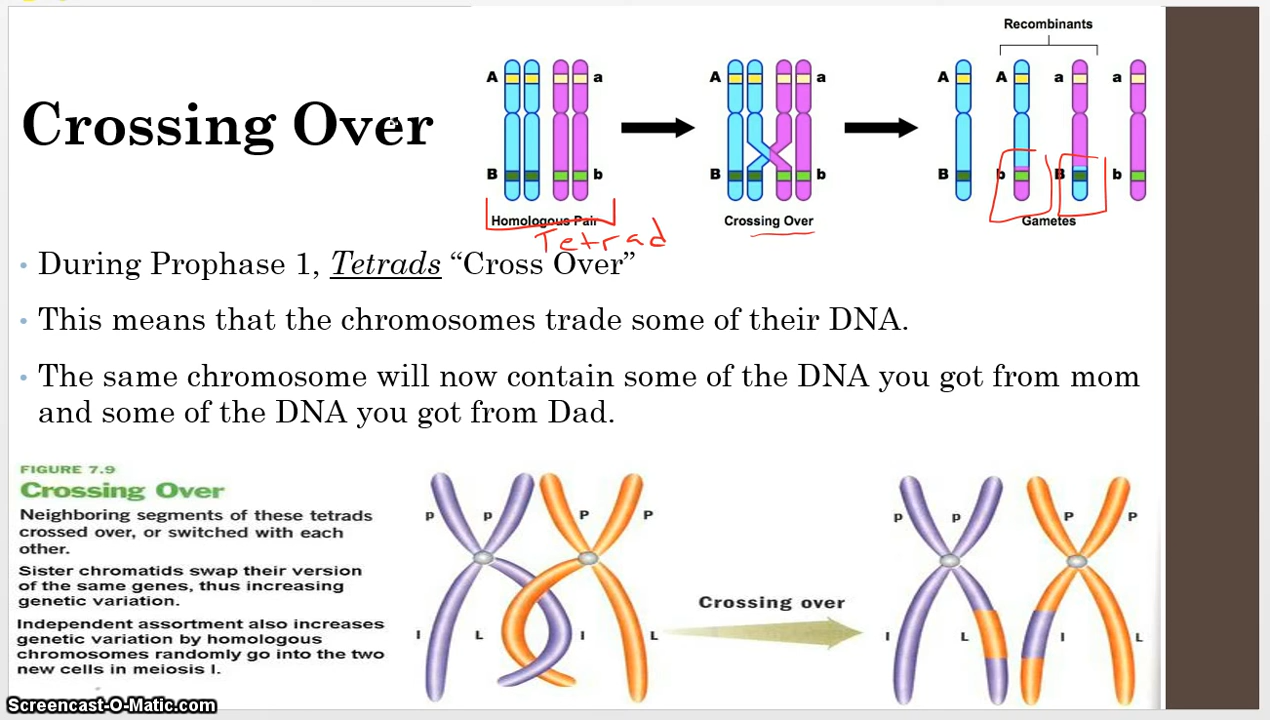 Crossing Over
Recombinants
A a A a A A a a
B b B b B b B b
Homologous Pair Crossing Over Gametes
Tetrad
• During Prophase 1, Tetrads “Cross Over”
• This means that the chromosomes trade some of their DNA.
• The same chromosome will now contain some of the DNA you got from mom
and some of the DNA you got from Dad.
FIGURE 7.9
Crossing Over
Neighboring segments of these tetrads
crossed over, or switched with each
other.
Sister chromatids swap their version
of the same genes, thus increasing
genetic variation.
Independent assortment also increases
genetic variation by homologous
chromosomes randomly go into the two
new cells in meiosis I.
p p P P p p P P
Crossing over
l L l L l L l L
Screencast-O-Matic.com